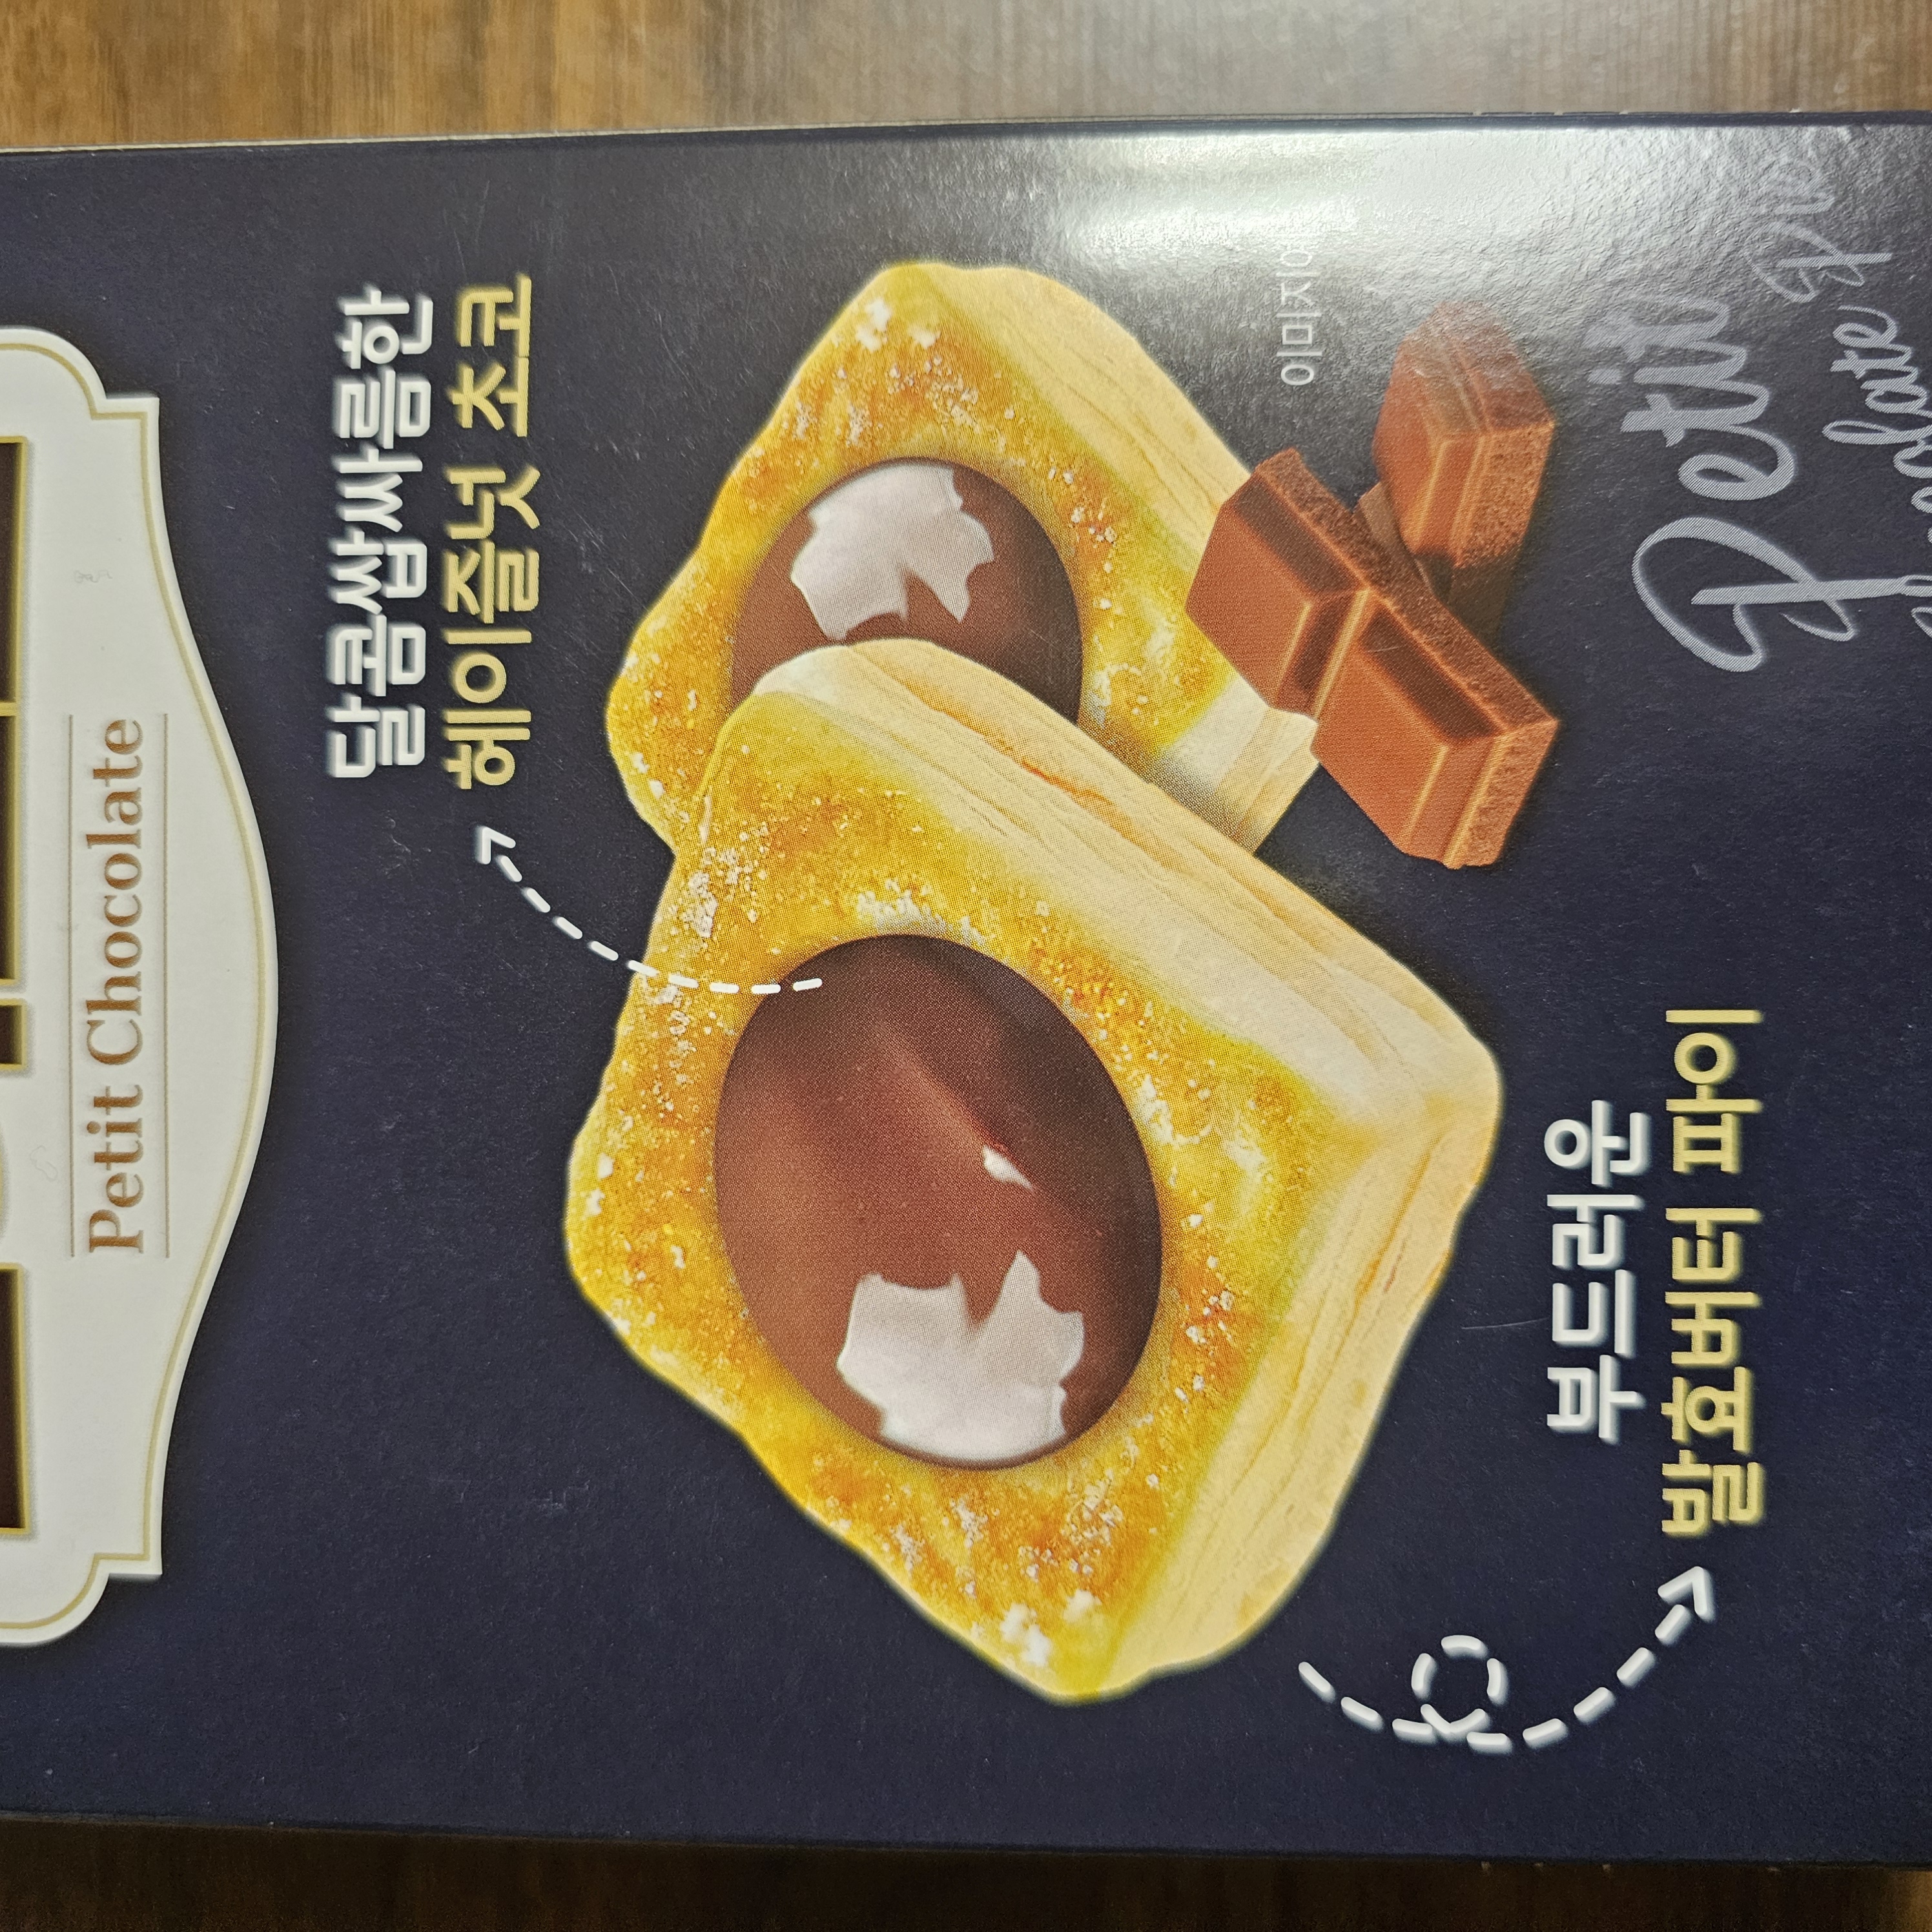 Petit Chocolate
달콤쌉싸름한
헤이즐넛 초코
이미지
부드러운
발효버터 파이
Petit